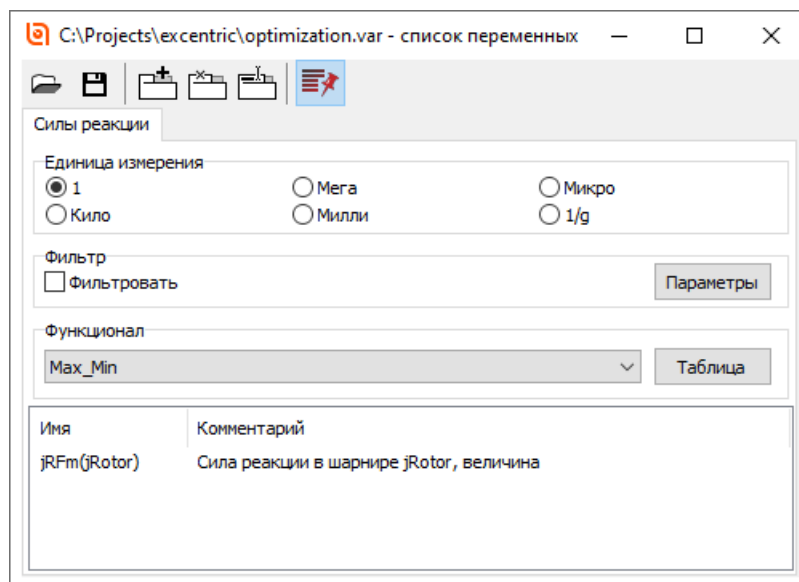 C:\Projects\excentric\optimization.var - список переменных
Силы реакции
Единица измерения
1 Мега Микро
Кило Милли 1/g
Фильтр
Фильтровать Параметры
Функционал
Max_Min Таблица
Имя Комментарий
jRFm(jRotor) Сила реакции в шарнире jRotor, величина